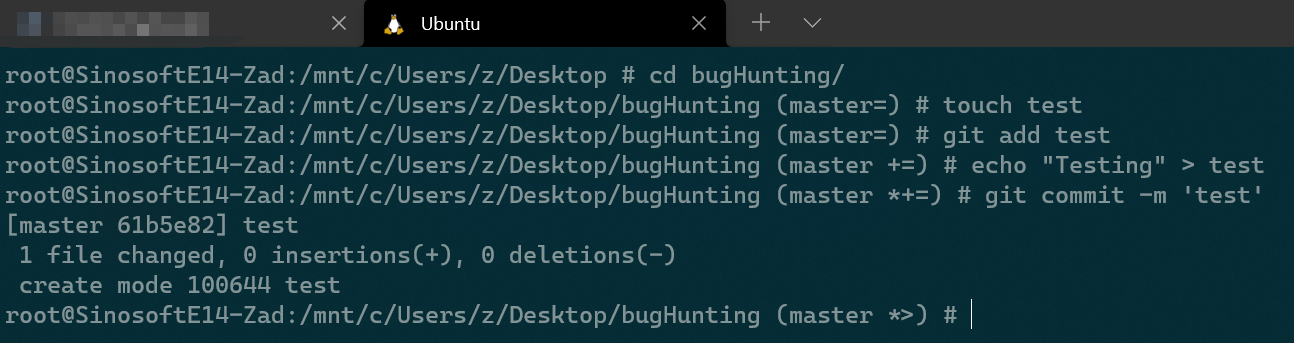 Ubuntu
root@SinosoftE14-Zad:/mnt/c/Users/z/Desktop # cd bugHunting/
root@SinosoftE14-Zad:/mnt/c/Users/z/Desktop/bugHunting (master=) # touch test
root@SinosoftE14-Zad:/mnt/c/Users/z/Desktop/bugHunting (master=) # git add test
root@SinosoftE14-Zad:/mnt/c/Users/z/Desktop/bugHunting (master +=) # echo "Testing" > test
root@SinosoftE14-Zad:/mnt/c/Users/z/Desktop/bugHunting (master *+=) # git commit -m 'test'
[master 61b5e82] test
 1 file changed, 0 insertions(+), 0 deletions(-)
 create mode 100644 test
root@SinosoftE14-Zad:/mnt/c/Users/z/Desktop/bugHunting (master *>) #